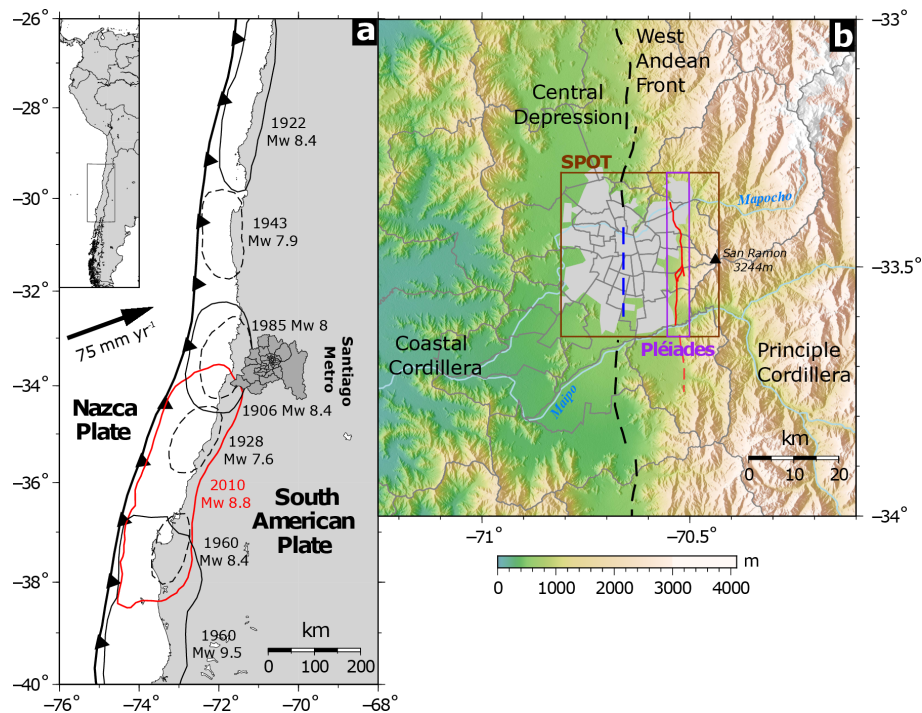 a
−26°
−28°
−30°
−32°
−34°
−36°
−38°
−40°
−76°
−74°
−72°
−70°
−68°
1922
Mw 8.4
1943
Mw 7.9
75 mm yr⁻¹
1985 Mw 8
Santiago
Metro
Nazca
Plate
1906 Mw 8.4
1928
Mw 7.6
2010
Mw 8.8
South
American
Plate
1960
Mw 8.4
1960
Mw 9.5
km
0 100 200
b
−33°
−33.5°
−34°
−71°
−70.5°
West
Andean
Front
Central
Depression
SPOT
Mapocho
San Ramon
3244m
Pléiades
Coastal
Cordillera
Maipo
Principle
Cordillera
km
0 10 20
m
0 1000 2000 3000 4000